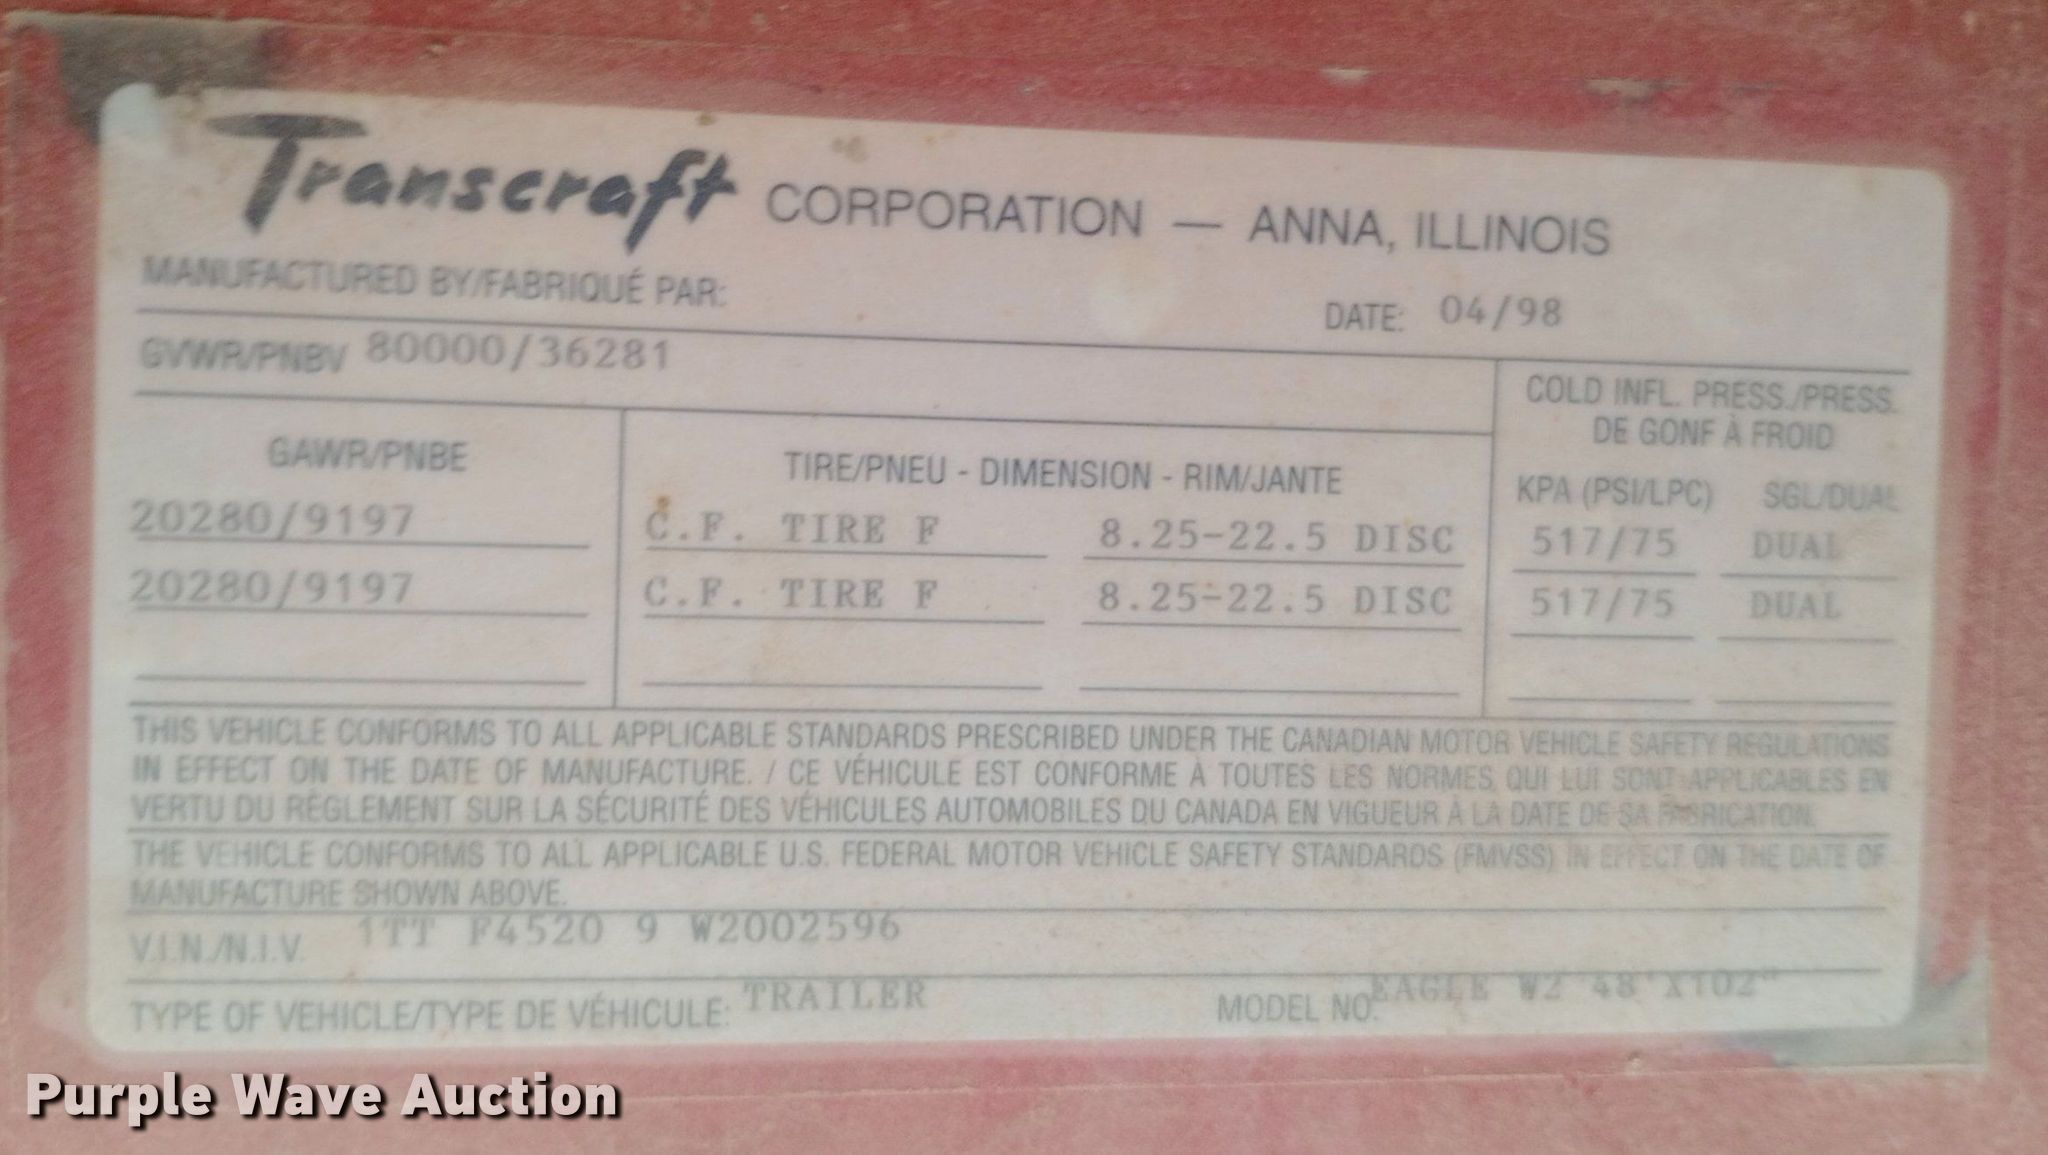 Transcraft CORPORATION — ANNA, ILLINOIS
MANUFACTURED BY/FABRIQUÉ PAR:
DATE: 04/98
GVWR/PNBV 80000/36281
COLD INFL. PRESS./PRESS.
DE GONF À FROID
GAWR/PNBE TIRE/PNEU - DIMENSION - RIM/JANTE KPA (PSI/LPC) SGL/DUAL
20280/9197 C.F. TIRE F 8.25-22.5 DISC 517/75 DUAL
20280/9197 C.F. TIRE F 8.25-22.5 DISC 517/75 DUAL
THIS VEHICLE CONFORMS TO ALL APPLICABLE STANDARDS PRESCRIBED UNDER THE CANADIAN MOTOR VEHICLE SAFETY REGULATIONS
IN EFFECT ON THE DATE OF MANUFACTURE. / CE VÉHICULE EST CONFORME À TOUTES LES NORMES QUI LUI SONT APPLICABLES EN
VERTU DU RÈGLEMENT SUR LA SÉCURITÉ DES VÉHICULES AUTOMOBILES DU CANADA EN VIGUEUR À LA DATE DE SA FABRICATION.
THE VEHICLE CONFORMS TO ALL APPLICABLE U.S. FEDERAL MOTOR VEHICLE SAFETY STANDARDS (FMVSS) IN EFFECT ON THE DATE OF
MANUFACTURE SHOWN ABOVE.
V.I.N./N.I.V. 1TT F4520 9 W2002596
TYPE OF VEHICLE/TYPE DE VÉHICULE: TRAILER MODEL NO. EAGLE W2 48'X102"
Purple Wave Auction